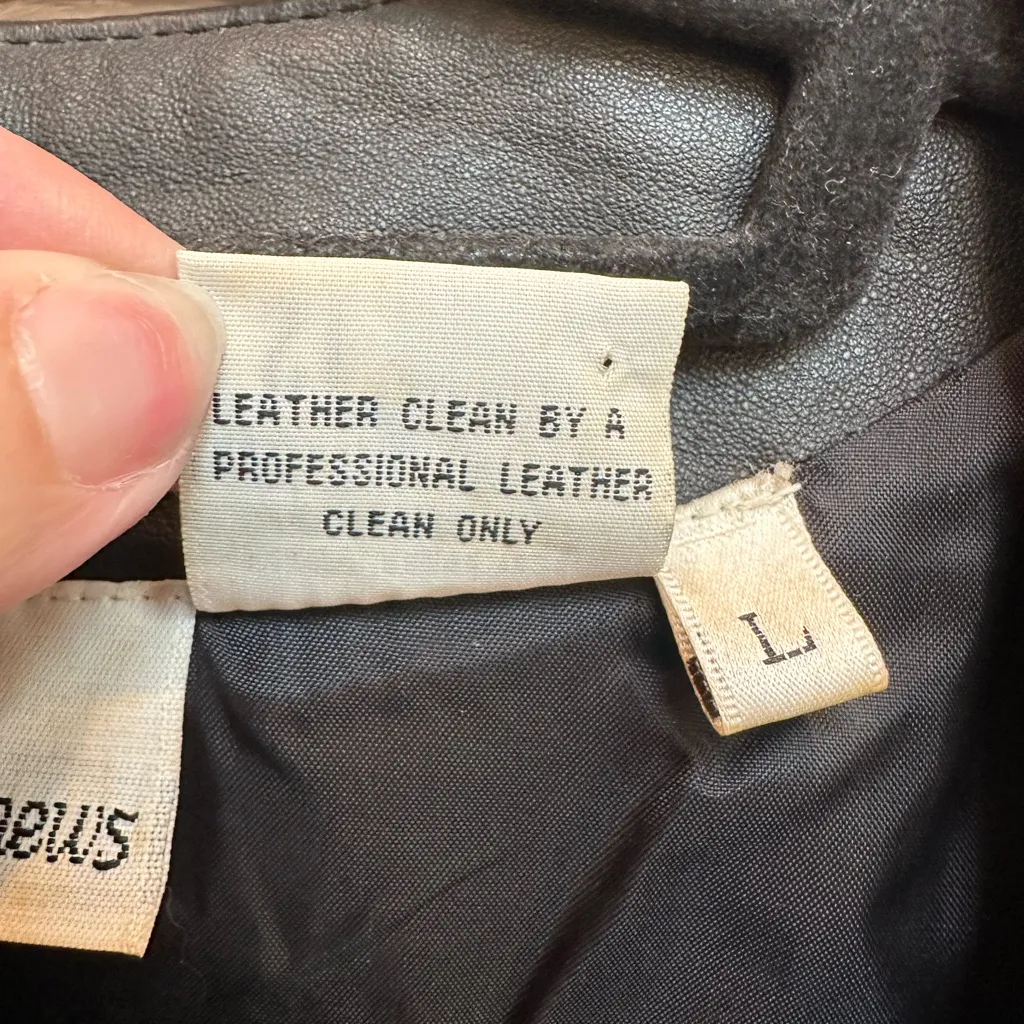 LEATHER CLEAN BY A
PROFESSIONAL LEATHER
CLEAN ONLY
L